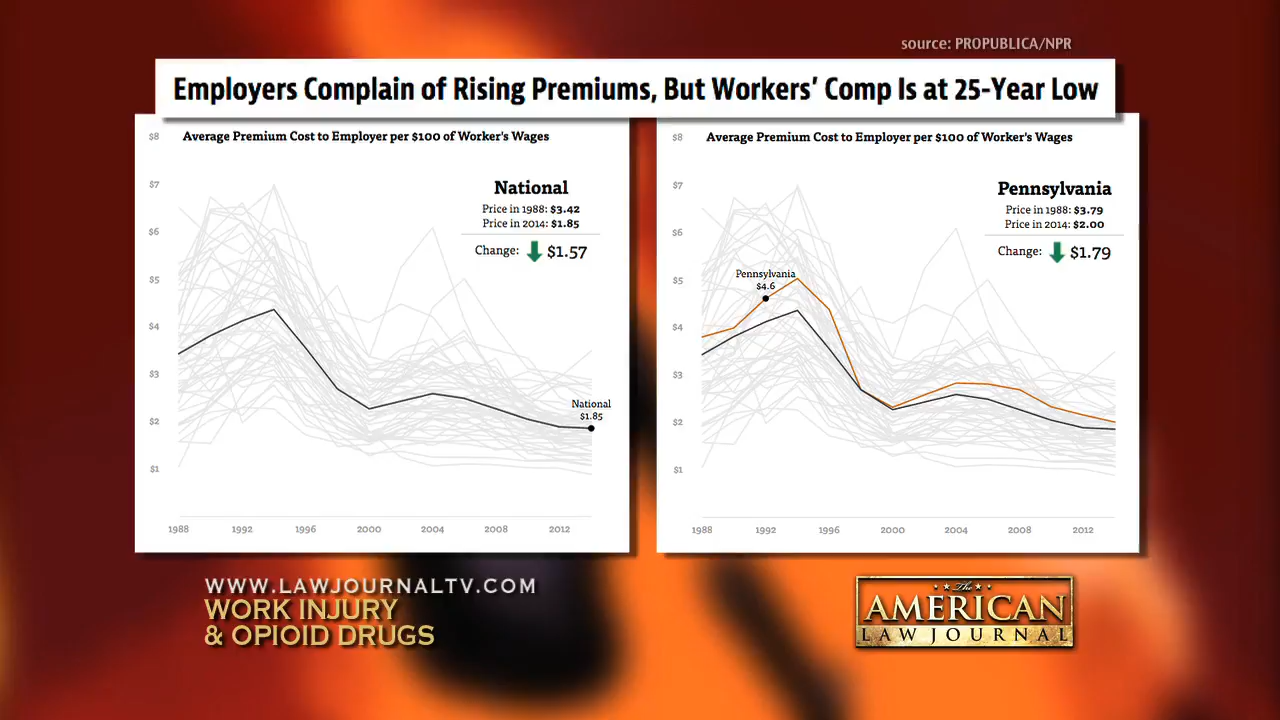 source: PROPUBLICA/NPR
Employers Complain of Rising Premiums, But Workers' Comp Is at 25-Year Low
$8
Average Premium Cost to Employer per $100 of Worker's Wages
$7
National
Price in 1988: $3.42
Price in 2014: $1.85
$6
Change: $1.57
$5
$4
$3
National
$1.85
$2
$1
1988 1992 1996 2000 2004 2008 2012
$8
Average Premium Cost to Employer per $100 of Worker's Wages
$7
Pennsylvania
Price in 1988: $3.79
Price in 2014: $2.00
$6
Change: $1.79
Pennsylvania
$4.6
$5
$4
$3
$2
$1
1988 1992 1996 2000 2004 2008 2012
WWW.LAWJOURNALTV.COM
WORK INJURY
& OPIOID DRUGS
The
AMERICAN
LAW JOURNAL